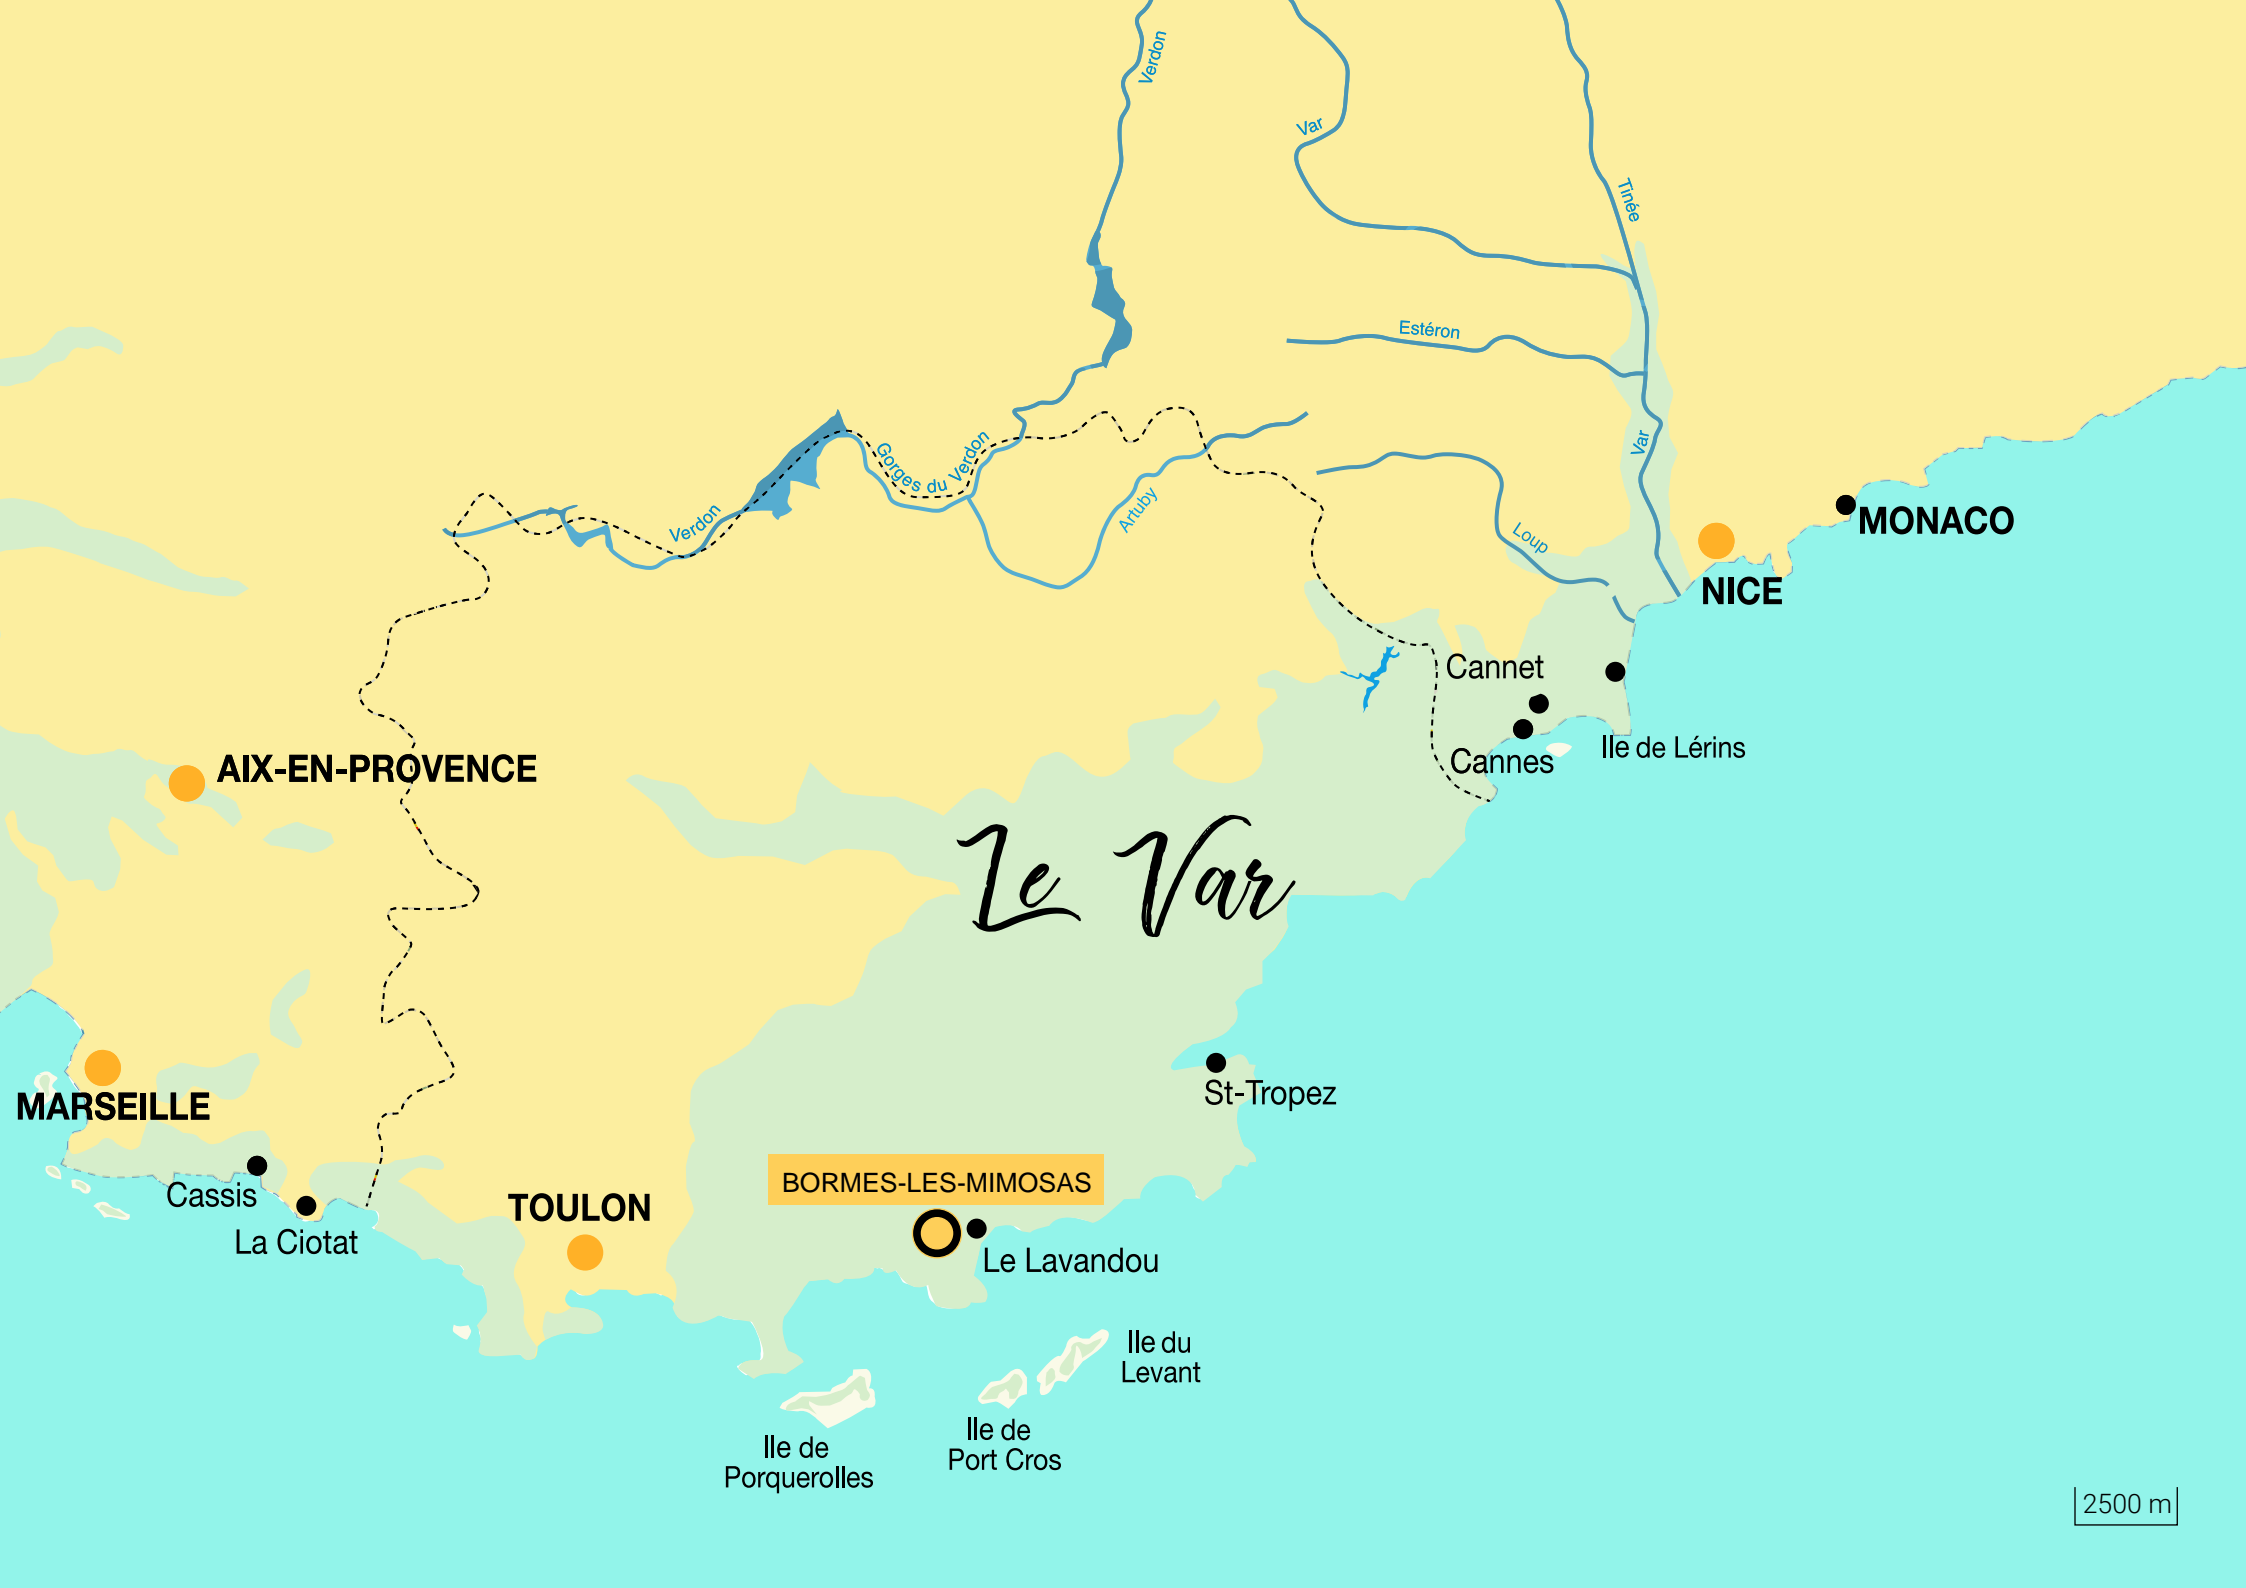 Verdon
Var
Tinée
Estéron
Gorges du Verdon
Var
Verdon
Artuby
Loup
MONACO
NICE
Cannet
Cannes
Ile de Lérins
AIX-EN-PROVENCE
Le Var
MARSEILLE
St-Tropez
Cassis
La Ciotat
TOULON
BORMES-LES-MIMOSAS
Le Lavandou
Ile du
Levant
Ile de
Port Cros
Ile de
Porquerolles
2500 m